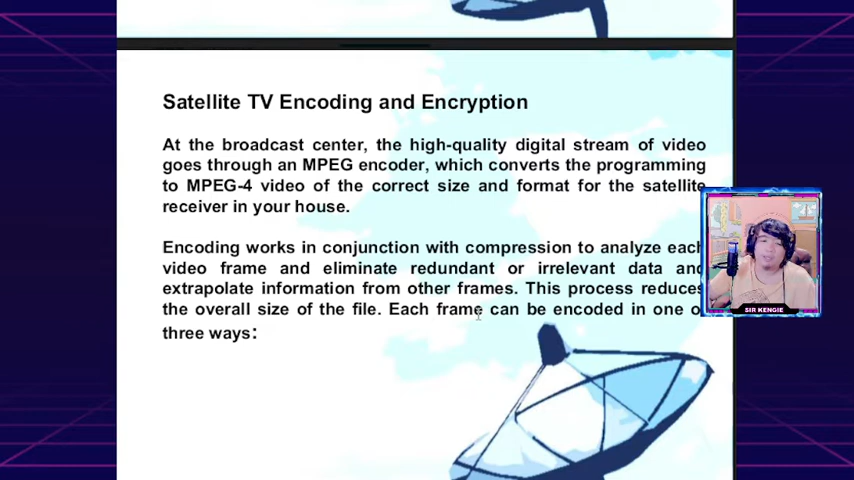 Satellite TV Encoding and Encryption
At the broadcast center, the high-quality digital stream of video
goes through an MPEG encoder, which converts the programming
to MPEG-4 video of the correct size and format for the satellite
receiver in your house.
Encoding works in conjunction with compression to analyze each
video frame and eliminate redundant or irrelevant data and
extrapolate information from other frames. This process reduces
the overall size of the file. Each frame can be encoded in one o
three ways:
SIR KENGIE